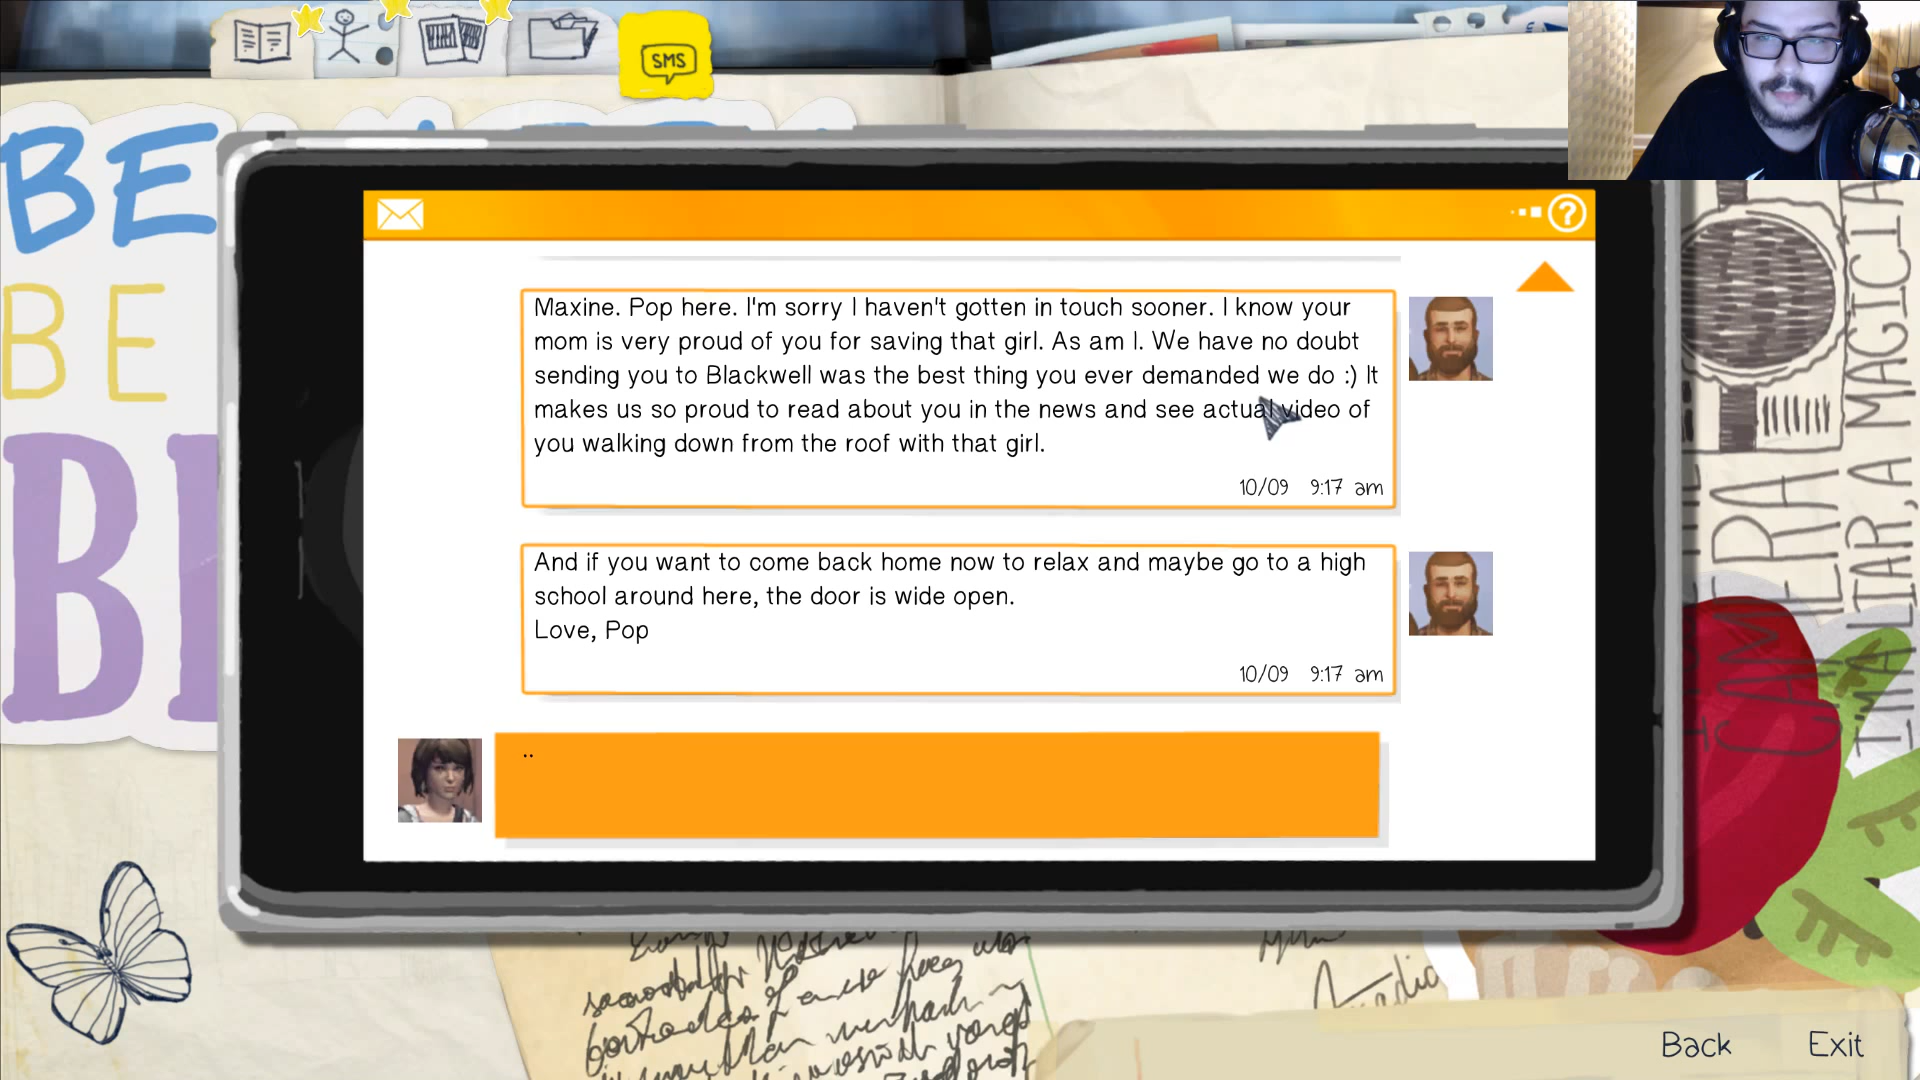 SMS
BE
BE
Maxine. Pop here. I'm sorry I haven't gotten in touch sooner. I know your
mom is very proud of you for saving that girl. As am I. We have no doubt
sending you to Blackwell was the best thing you ever demanded we do :) It
makes us so proud to read about you in the news and see actual video of
you walking down from the roof with that girl.
10/09 9:17 am
And if you want to come back home now to relax and maybe go to a high
school around here, the door is wide open.
Love, Pop
10/09 9:17 am
..
CAMERA
I'M A LIAR, A MAGICIA
Back
Exit